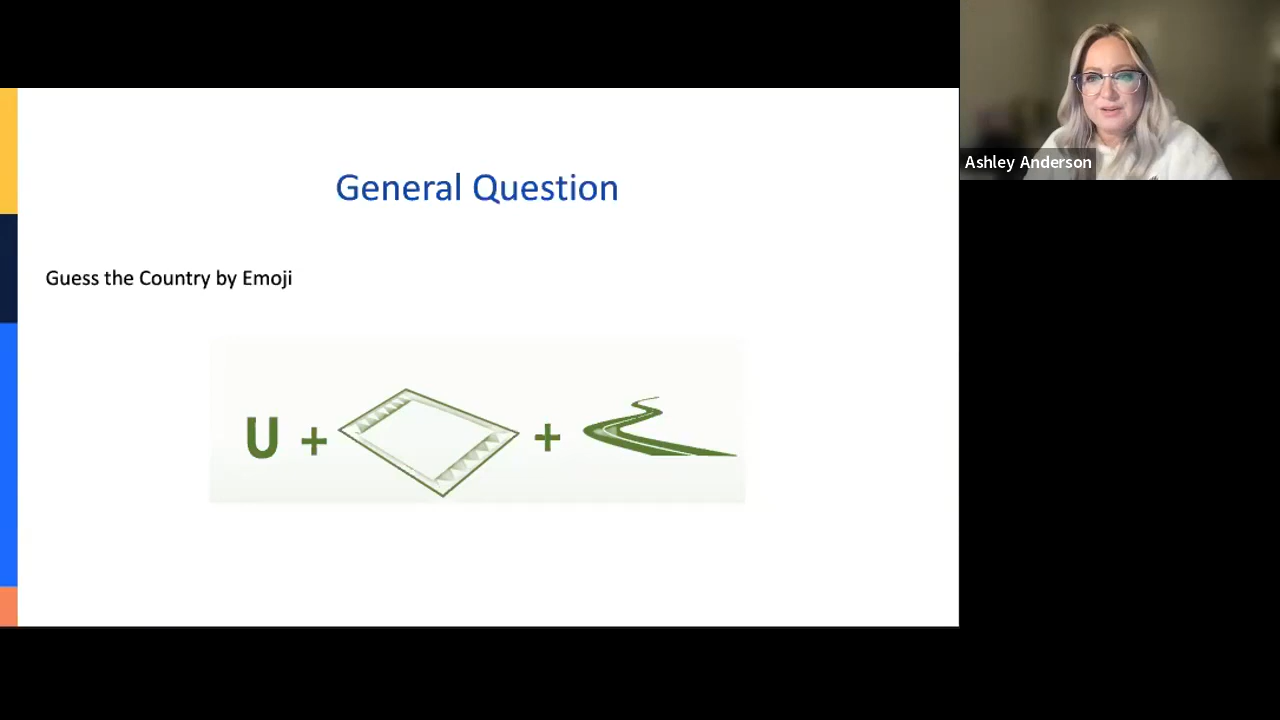 General Question
Guess the Country by Emoji
U + +
Ashley Anderson